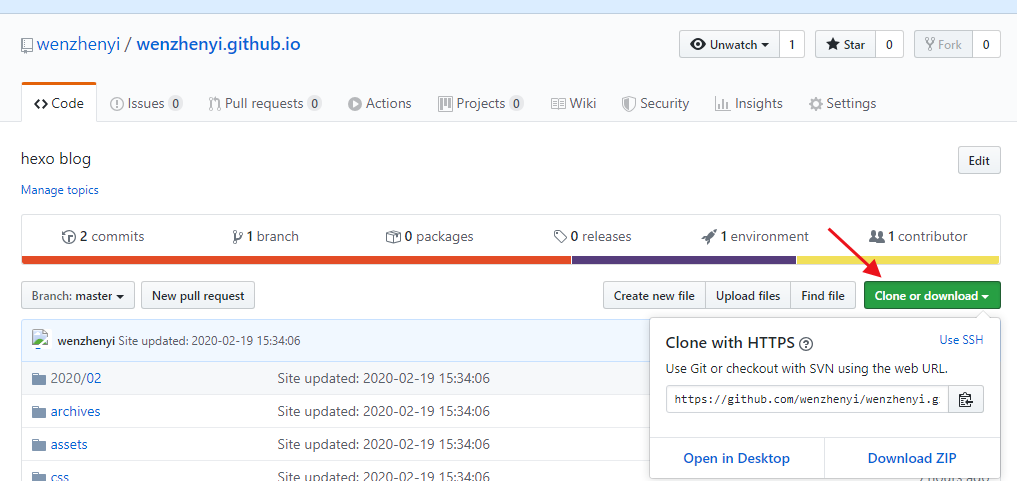 wenzhenyi / wenzhenyi.github.io
Unwatch 1 Star 0 Fork 0
Code Issues 0 Pull requests 0 Actions Projects 0 Wiki Security Insights Settings
hexo blog
Edit
Manage topics
2 commits 1 branch 0 packages 0 releases 1 environment 1 contributor
Branch: master New pull request Create new file Upload files Find file Clone or download
wenzhenyi Site updated: 2020-02-19 15:34:06
Clone with HTTPS ? Use SSH
Use Git or checkout with SVN using the web URL.
2020/02 Site updated: 2020-02-19 15:34:06
https://github.com/wenzhenyi/wenzhenyi.g
archives Site updated: 2020-02-19 15:34:06
assets Site updated: 2020-02-19 15:34:06
Open in Desktop Download ZIP
css Site updated: 2020-02-19 15:34:06
hours ago